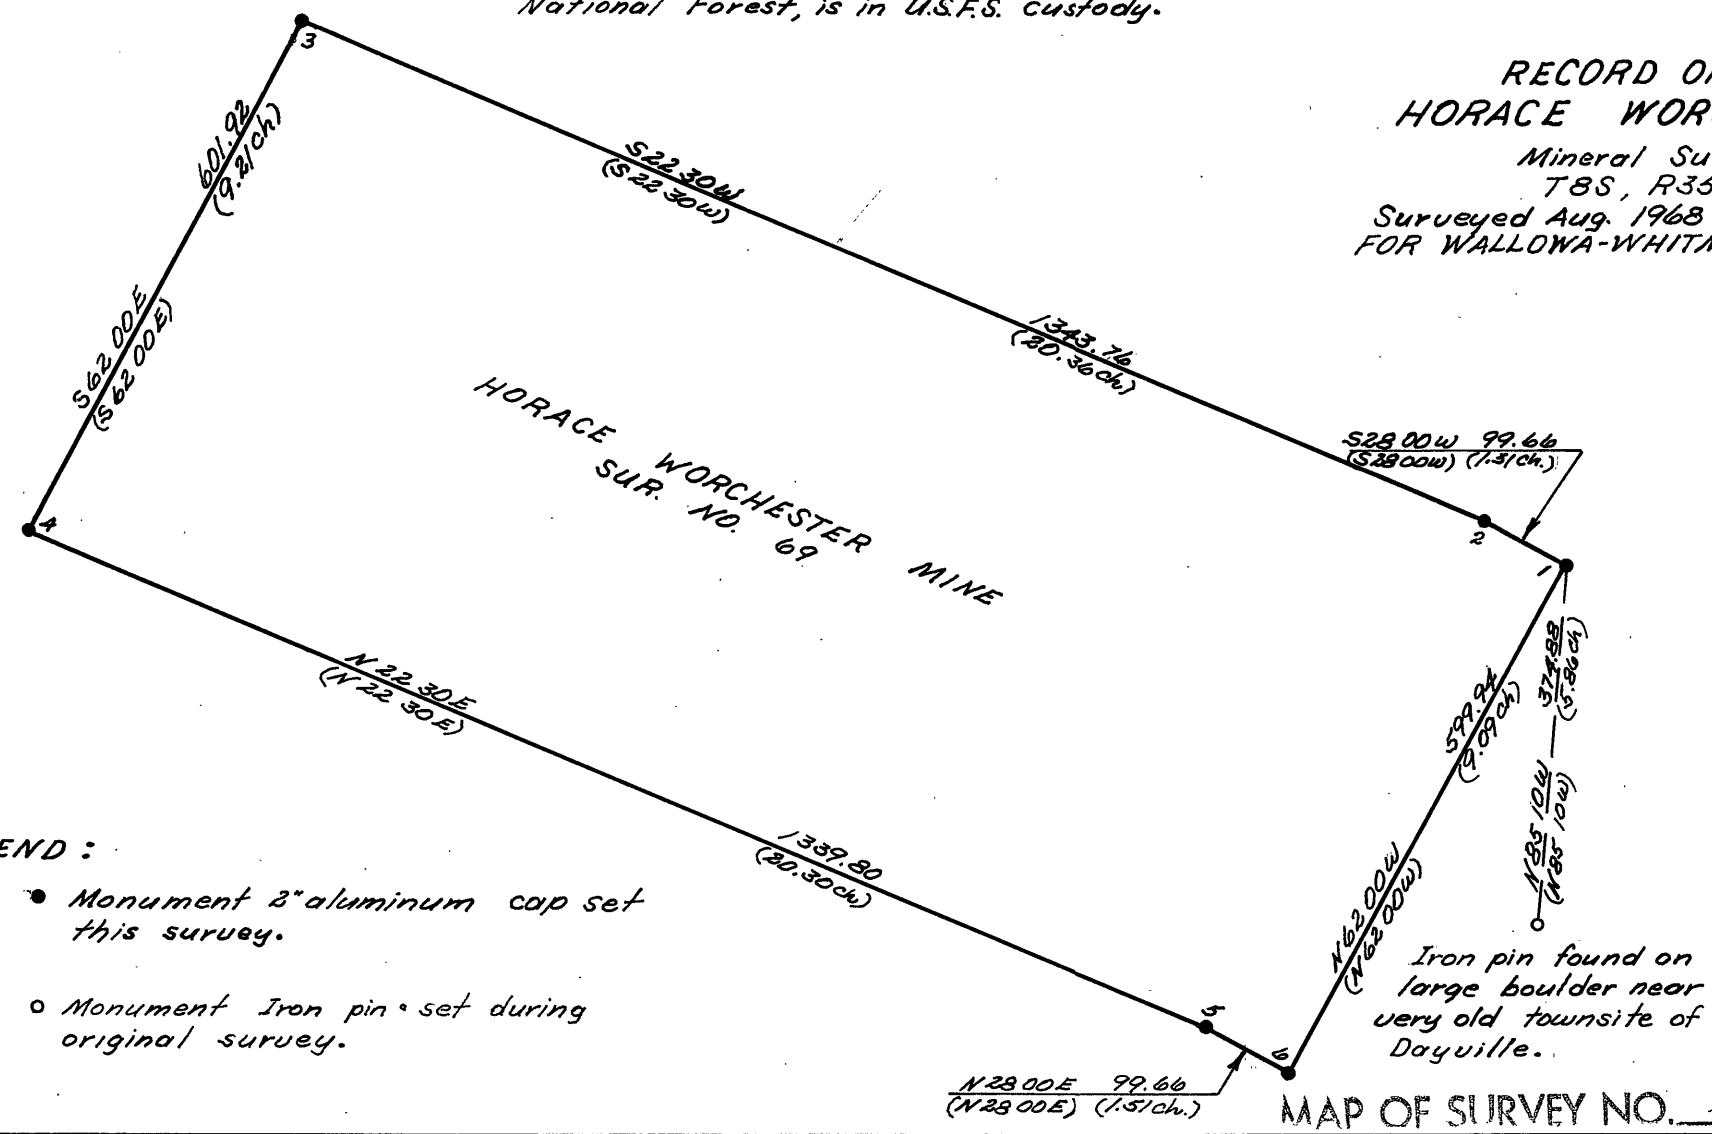 National Forest, is in U.S.F.S. custody.
RECORD O
HORACE WOR
Mineral Su
T8S, R35
Surveyed Aug. 1968
FOR WALLOWA-WHIT
3
601.92
(9.21ch)
S22 30W
(S22 30W)
S62 00E
(S62 00E)
1343.76
(20.36ch.)
S28 00W 99.66
(S28 00W) (1.51ch.)
HORACE WORCHESTER MINE
SUR. NO. 69
4
2
1
374.88
(5.86ch)
N 22 30E
(N 22 30E)
599.94
(9.09ch)
N85 10W
(N85 10W)
1339.80
(20.30ch)
N62 00W
(N62 00W)
END:
Monument 2" aluminum cap set
this survey.
Monument Iron pin set during
original survey.
Iron pin found on
large boulder near
very old townsite of
Dayville.
5
6
N28 00E 99.66
(N28 00E) (1.51ch.)
MAP OF SURVEY NO.